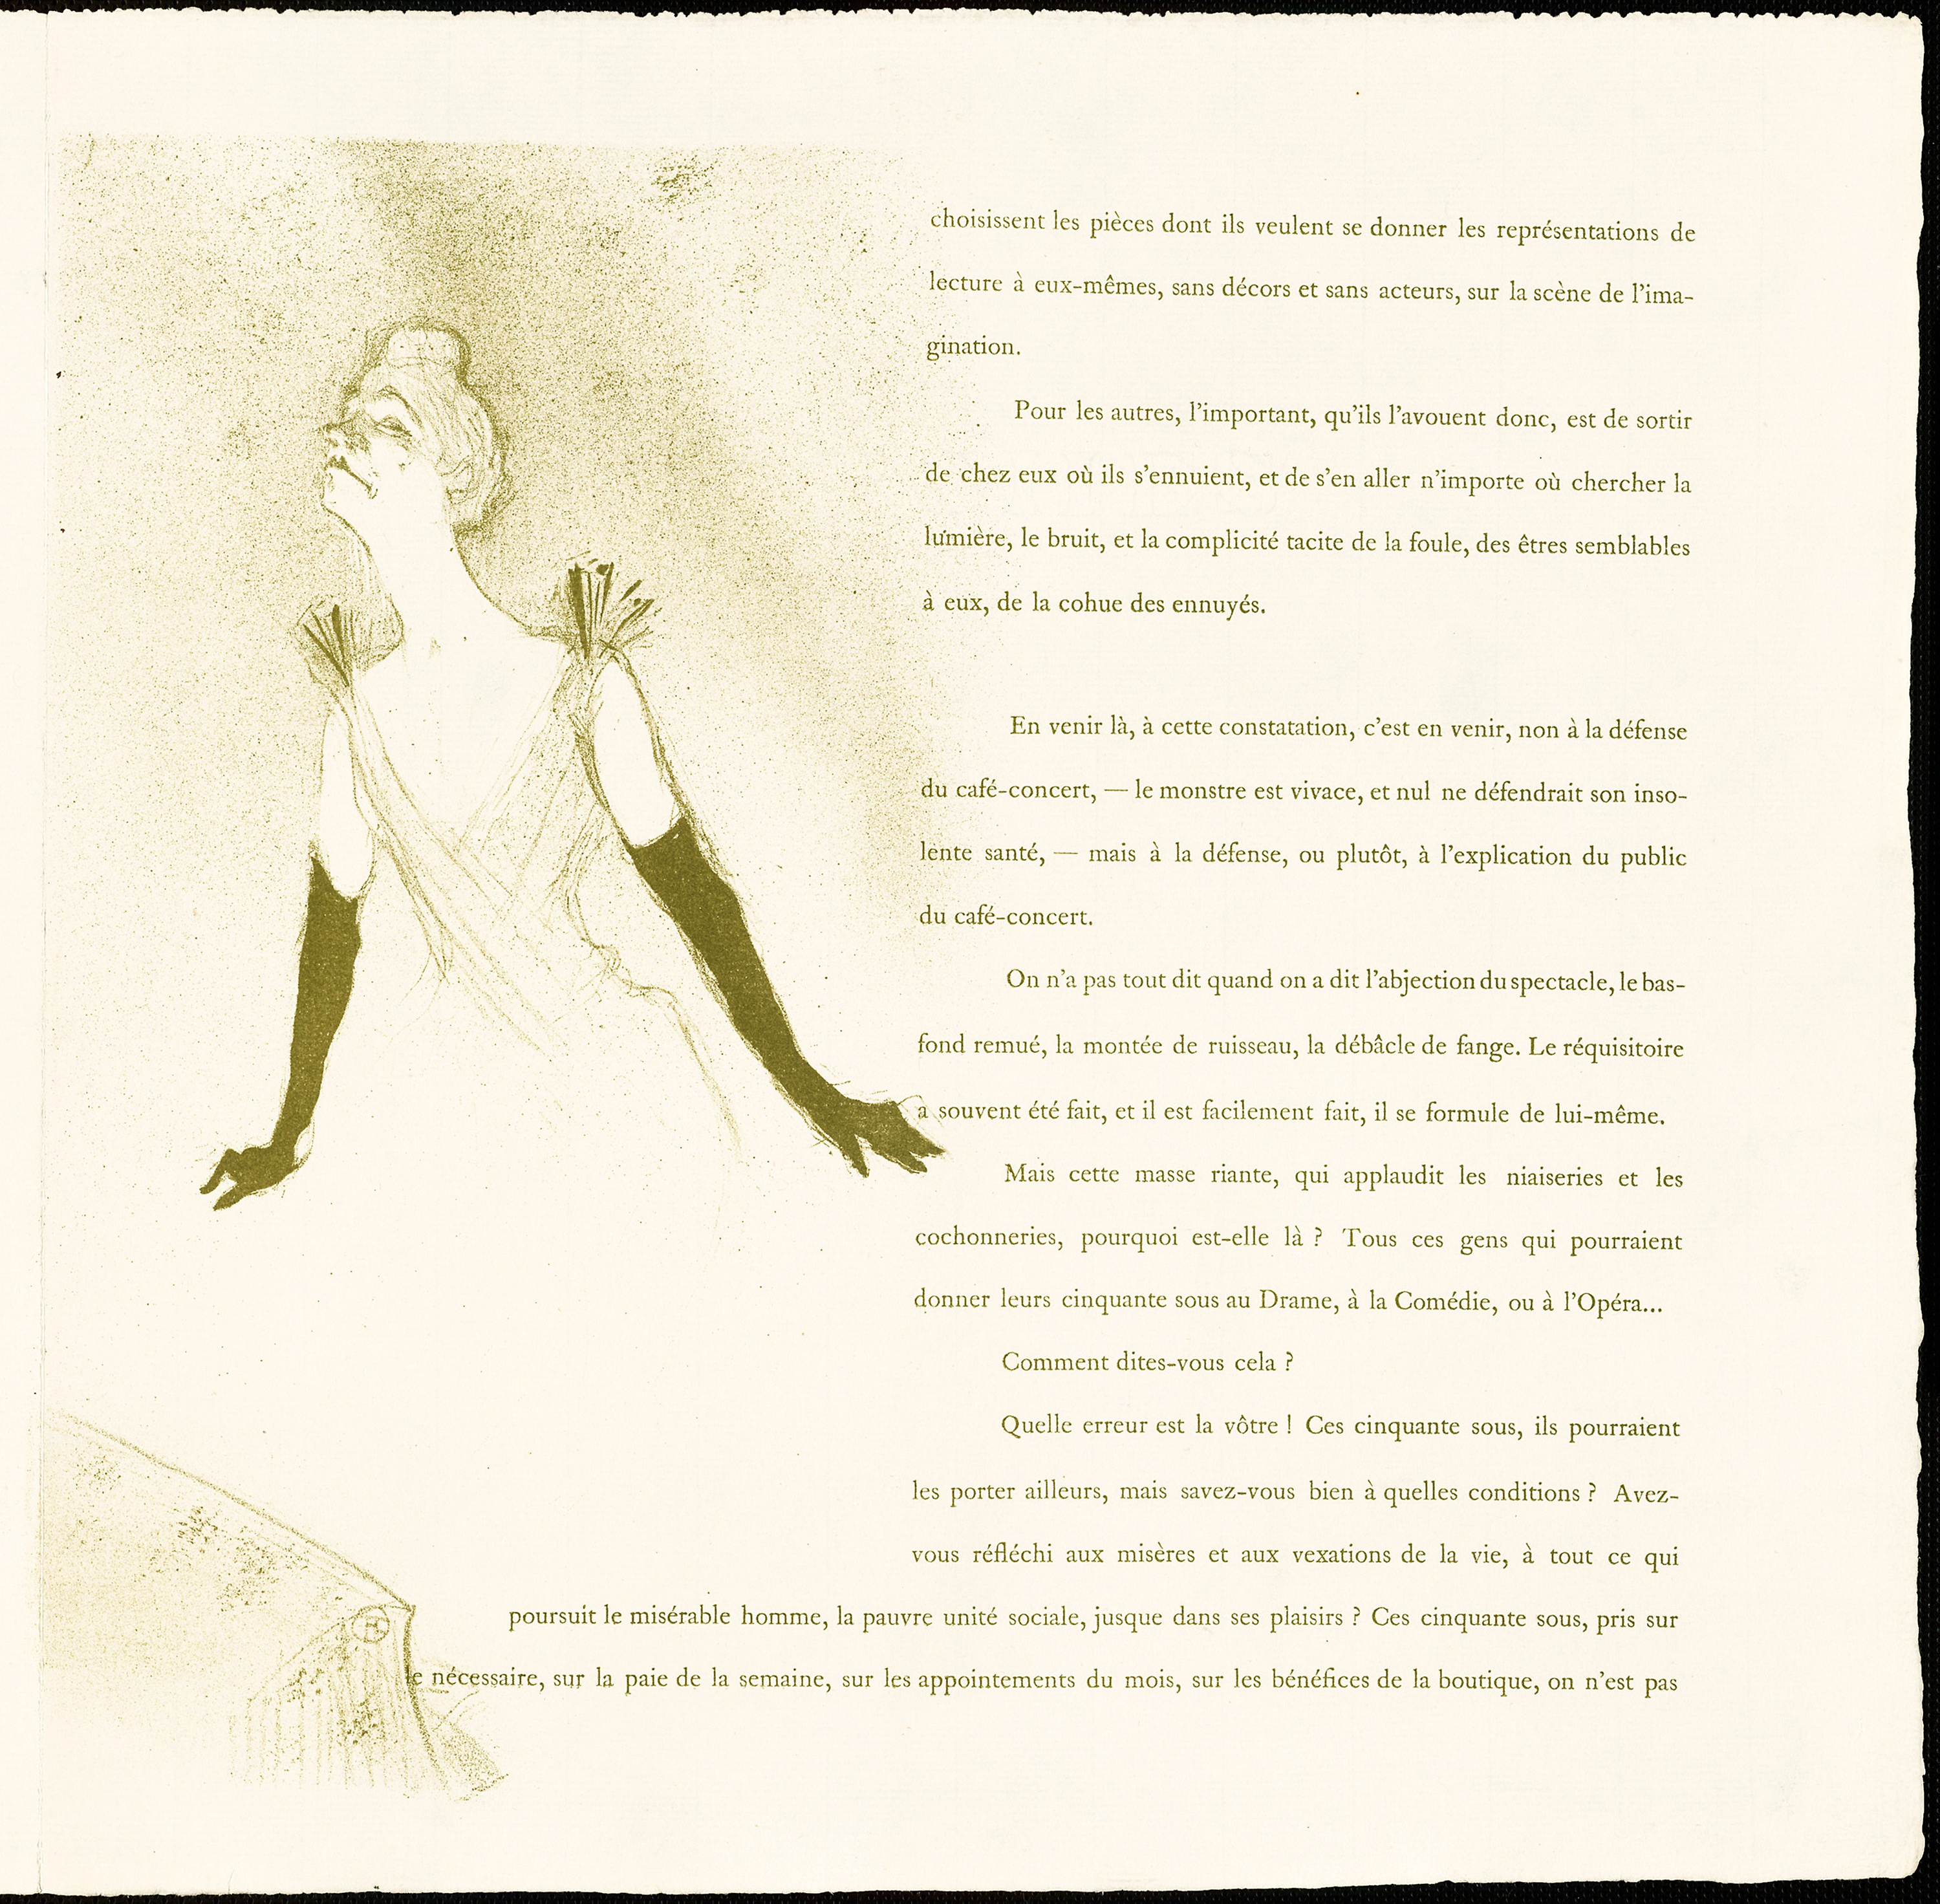 choisissent les pièces dont ils veulent se donner les représentations de
lecture à eux-mêmes, sans décors et sans acteurs, sur la scène de l'ima-
gination.
Pour les autres, l'important, qu'ils l'avouent donc, est de sortir
de chez eux où ils s'ennuient, et de s'en aller n'importe où chercher la
lumière, le bruit, et la complicité tacite de la foule, des êtres semblables
à eux, de la cohue des ennuyés.
En venir là, à cette constatation, c'est en venir, non à la défense
du café-concert, — le monstre est vivace, et nul ne défendrait son inso-
lente santé, — mais à la défense, ou plutôt, à l'explication du public
du café-concert.
On n'a pas tout dit quand on a dit l'abjection du spectacle, le bas-
fond remué, la montée de ruisseau, la débâcle de fange. Le réquisitoire
a souvent été fait, et il est facilement fait, il se formule de lui-même.
Mais cette masse riante, qui applaudit les niaiseries et les
cochonneries, pourquoi est-elle là ? Tous ces gens qui pourraient
donner leurs cinquante sous au Drame, à la Comédie, ou à l'Opéra...
Comment dites-vous cela ?
Quelle erreur est la vôtre ! Ces cinquante sous, ils pourraient
les porter ailleurs, mais savez-vous bien à quelles conditions ? Avez-
vous réfléchi aux misères et aux vexations de la vie, à tout ce qui
poursuit le misérable homme, la pauvre unité sociale, jusque dans ses plaisirs ? Ces cinquante sous, pris sur
le nécessaire, sur la paie de la semaine, sur les appointements du mois, sur les bénéfices de la boutique, on n'est pas